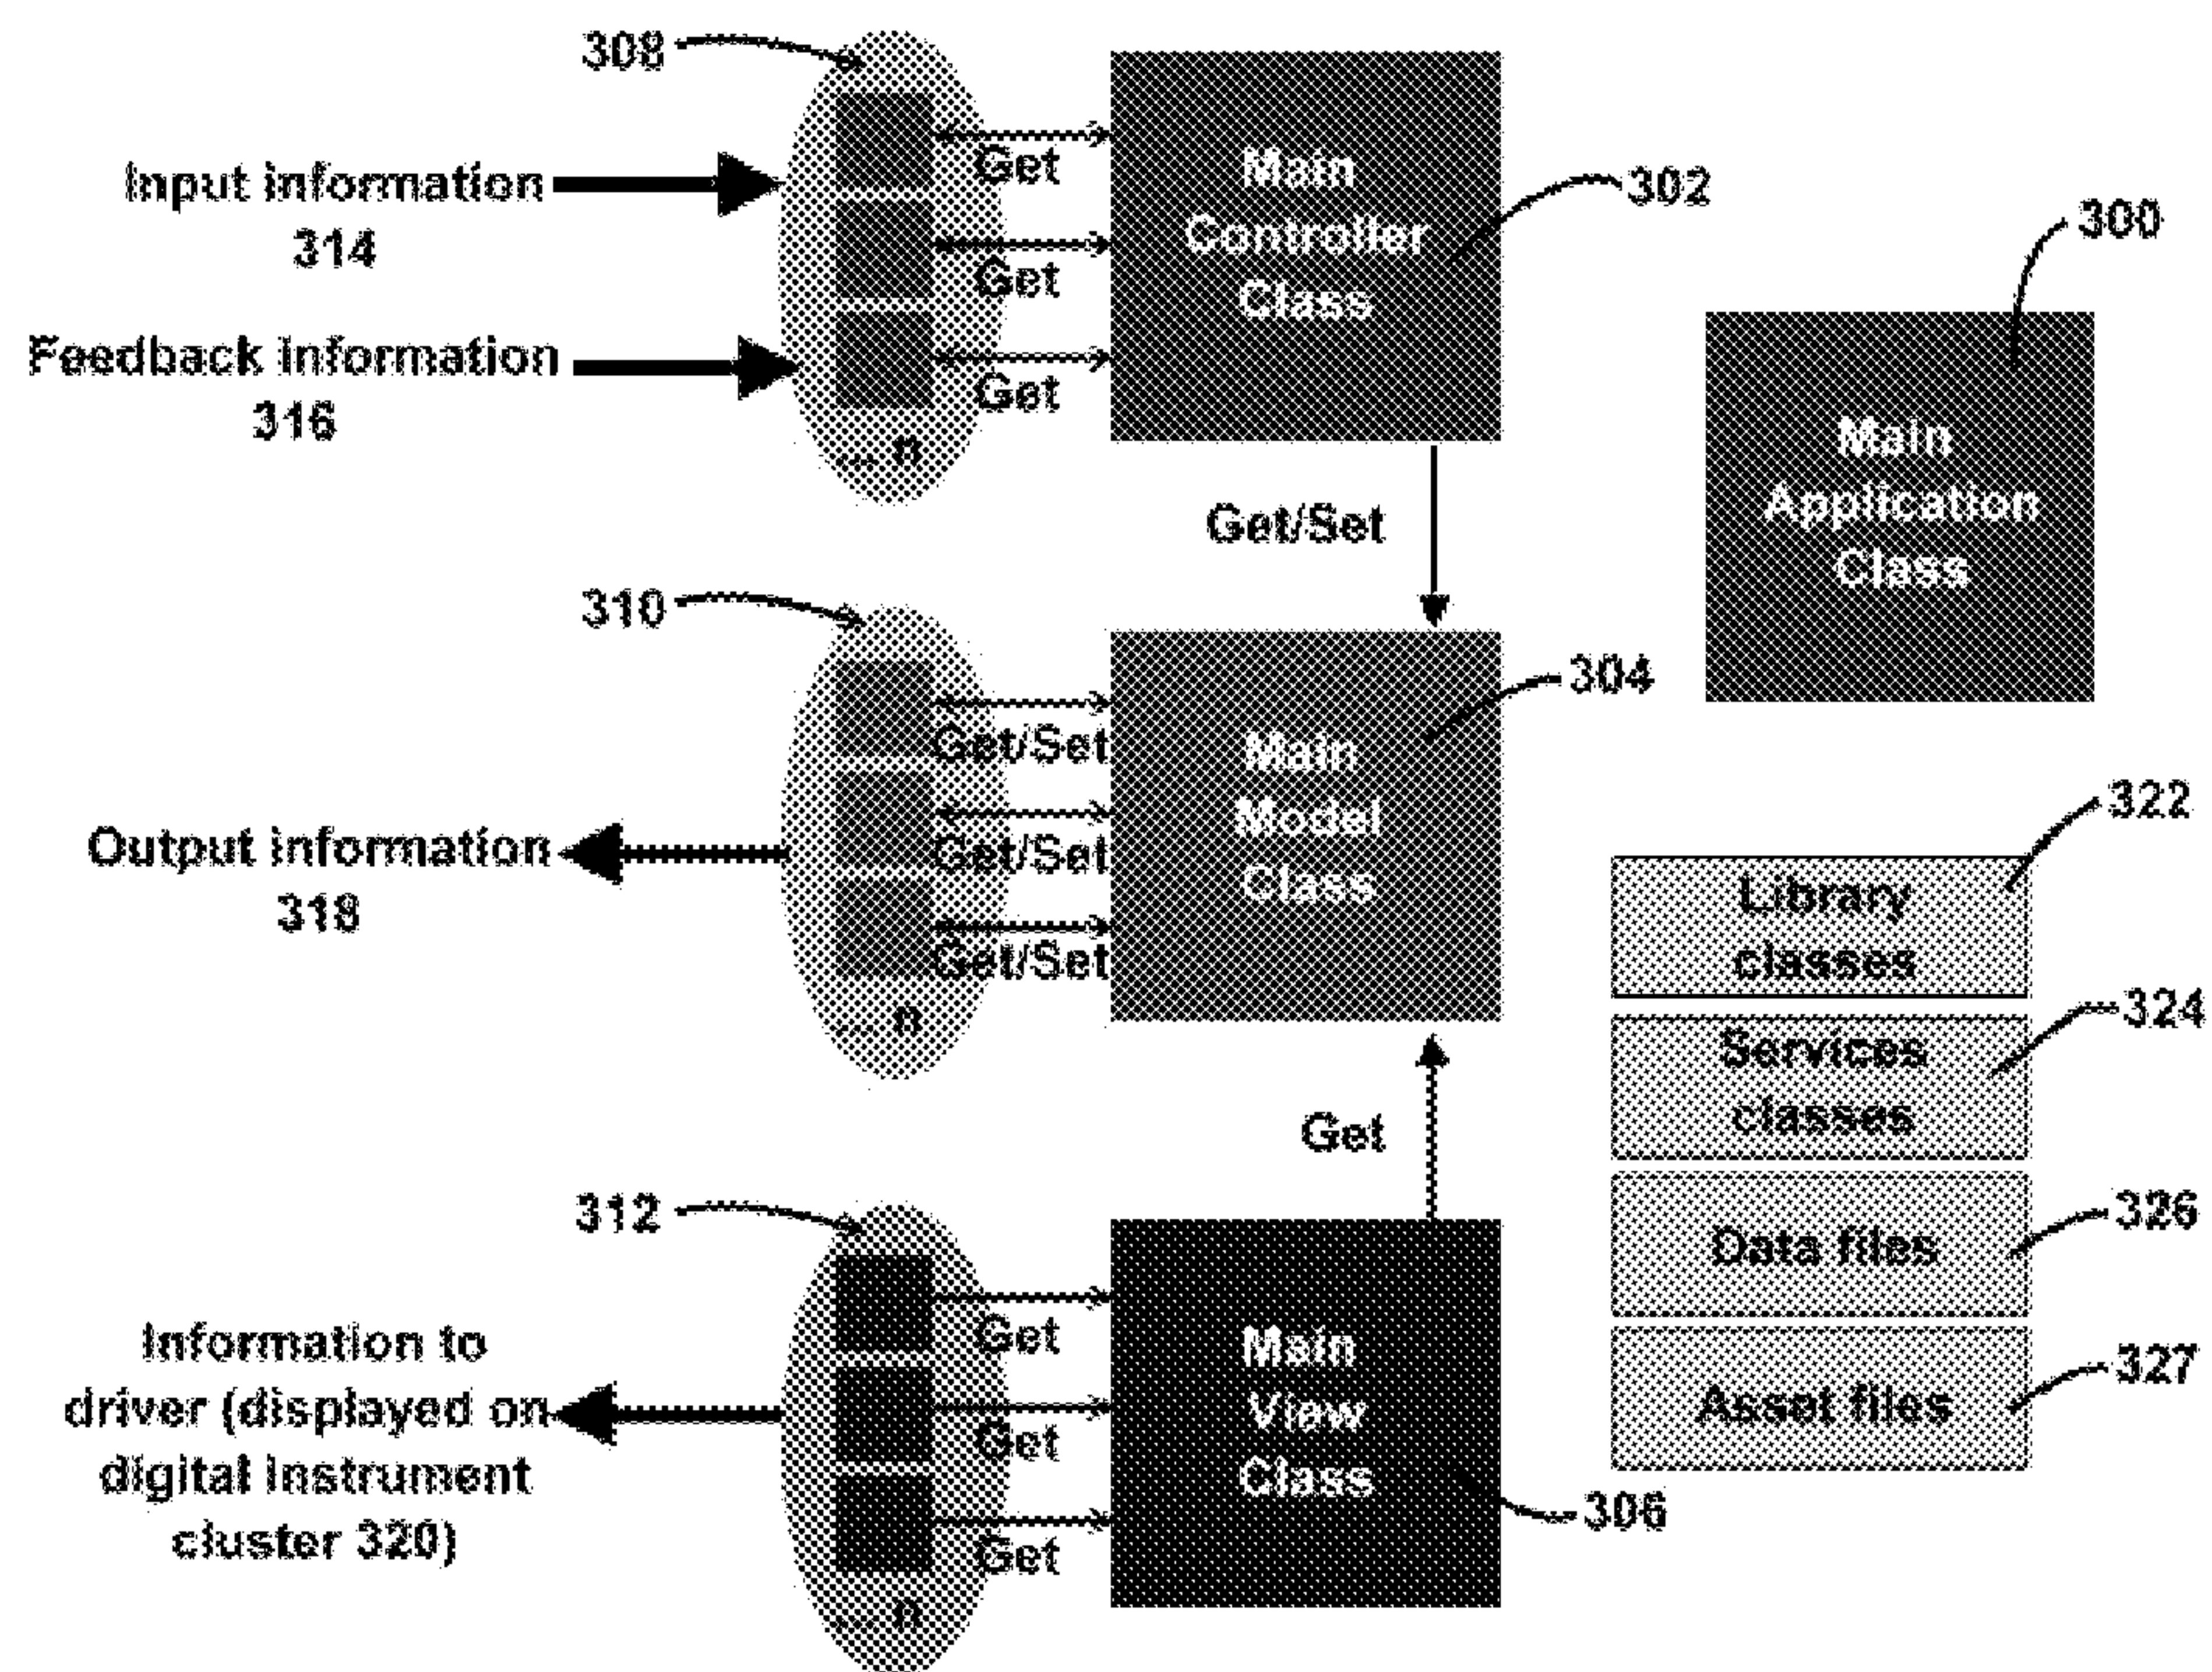 308
Input information
314
Feedback information
316
Get
Get
Get
... n
Main
Controller
Class
302
300
Main
Application
Class
Get/Set
310
Output information
318
Get/Set
Get/Set
Get/Set
... n
Main
Model
Class
304
322
Library
classes
324
Services
classes
326
Data files
327
Asset files
Get
312
Information to
driver (displayed on
digital instrument
cluster 320)
Get
Get
Get
... n
Main
View
Class
306